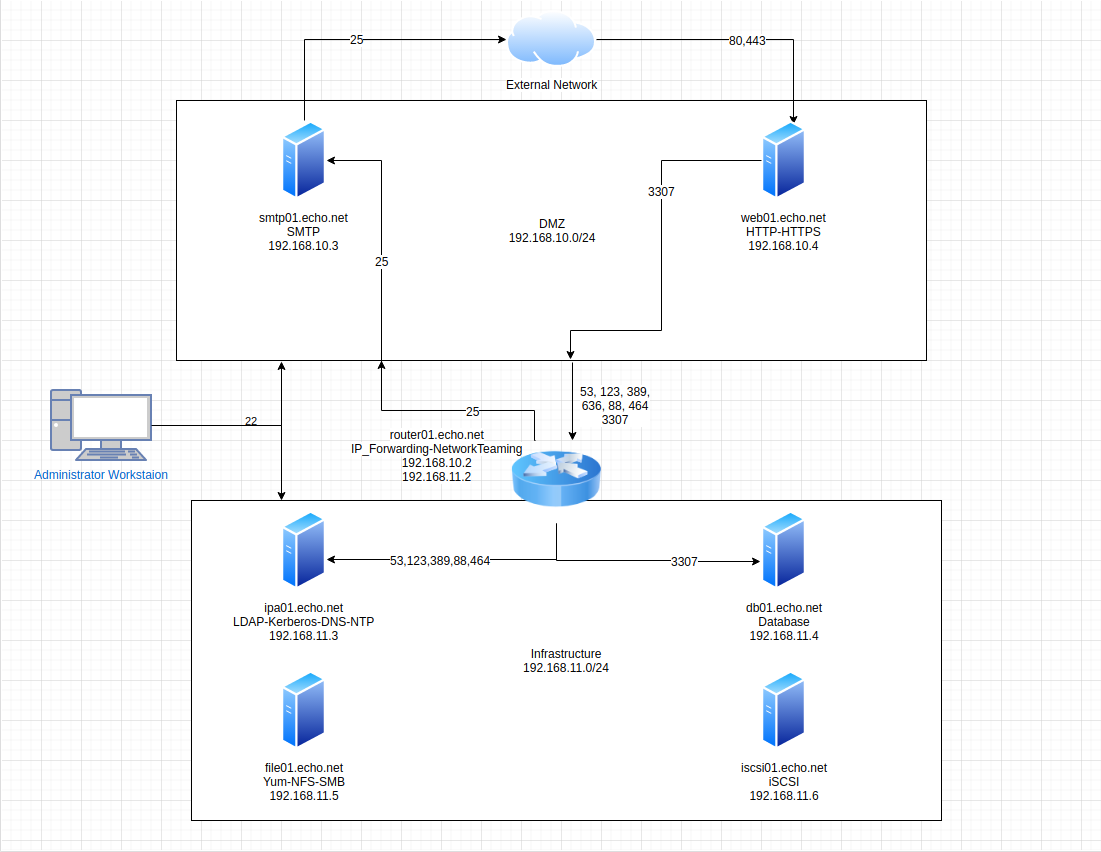 25
80,443
External Network
3307
smtp01.echo.net
SMTP
192.168.10.3
DMZ
192.168.10.0/24
web01.echo.net
HTTP-HTTPS
192.168.10.4
25
53, 123, 389,
636, 88, 464
3307
22
25
Administrator Workstaion
router01.echo.net
IP_Forwarding-NetworkTeaming
192.168.10.2
192.168.11.2
53,123,389,88,464
3307
ipa01.echo.net
LDAP-Kerberos-DNS-NTP
192.168.11.3
db01.echo.net
Database
192.168.11.4
Infrastructure
192.168.11.0/24
file01.echo.net
Yum-NFS-SMB
192.168.11.5
iscsi01.echo.net
iSCSI
192.168.11.6